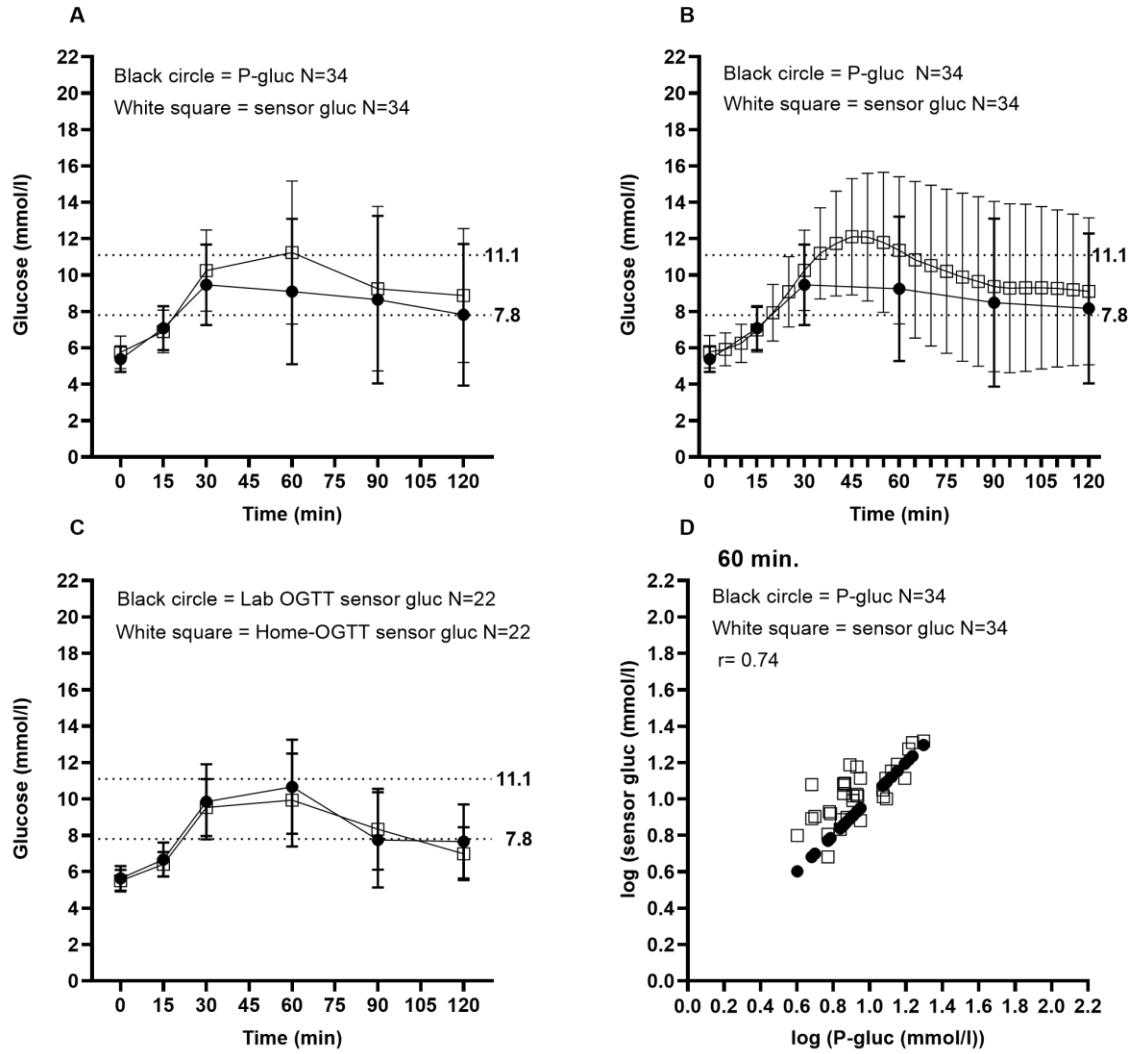 A
22
20
18
16
14
12
10
8
6
4
2
0
Glucose (mmol/l)
Black circle = P-gluc N=34
White square = sensor gluc N=34
11.1
7.8
0 15 30 45 60 75 90 105 120
Time (min)
B
22
20
18
16
14
12
10
8
6
4
2
0
Glucose (mmol/l)
Black circle = P-gluc N=34
White square = sensor gluc N=34
11.1
7.8
0 15 30 45 60 75 90 105 120
Time (min)
C
22
20
18
16
14
12
10
8
6
4
2
0
Glucose (mmol/l)
Black circle = Lab OGTT sensor gluc N=22
White square = Home-OGTT sensor gluc N=22
11.1
7.8
0 15 30 45 60 75 90 105 120
Time (min)
D
60 min.
2.2
2.0
1.8
1.6
1.4
1.2
1.0
0.8
0.6
0.4
0.2
0.0
log (sensor gluc (mmol/l)
Black circle = P-gluc N=34
White square = sensor gluc N=34
r= 0.74
0.0 0.2 0.4 0.6 0.8 1.0 1.2 1.4 1.6 1.8 2.0 2.2
log (P-gluc (mmol/l))